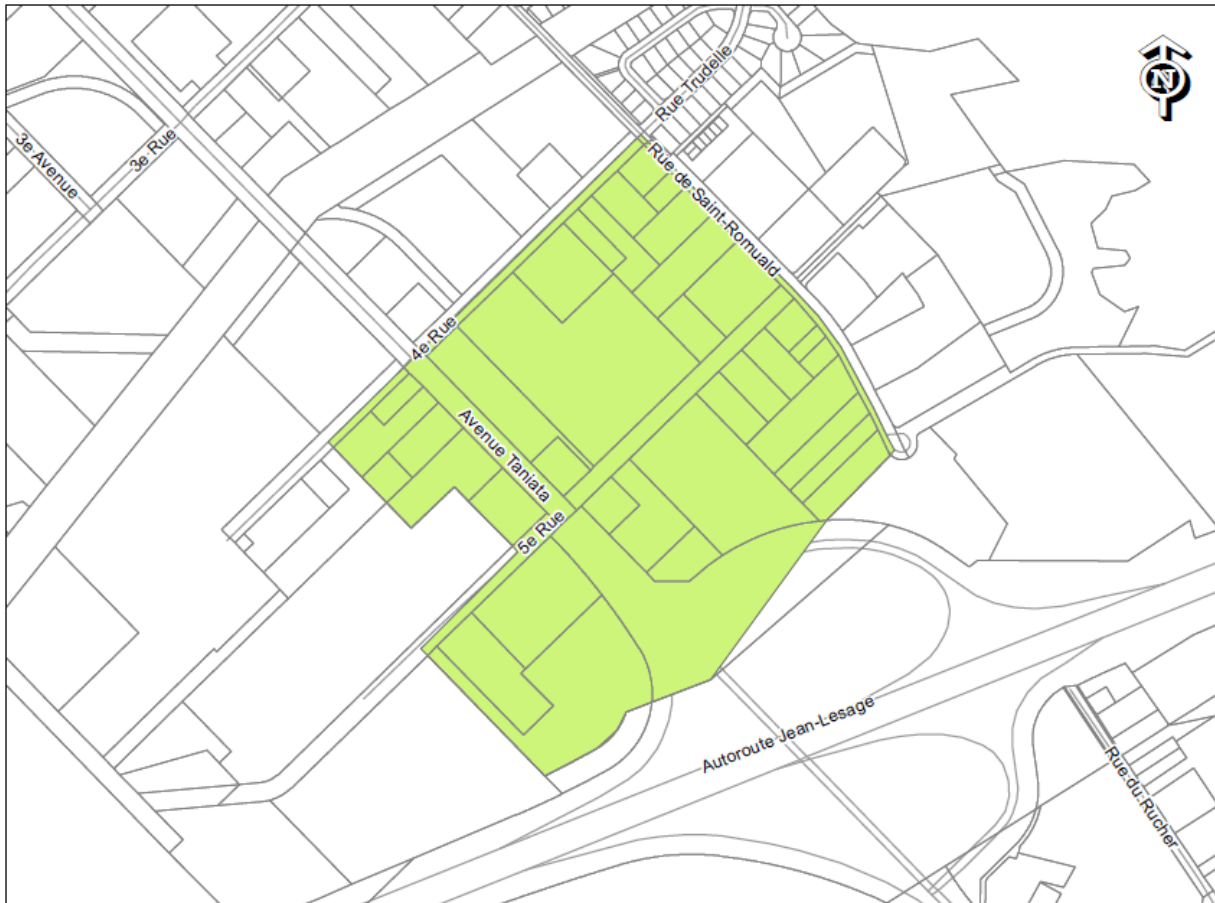 Rue Trudelle
N
3e Avenue
3e Rue
Rue de Saint-Romuald
4e Rue
Avenue Taniata
5e Rue
Autoroute Jean-Lesage
Rue du Rucher